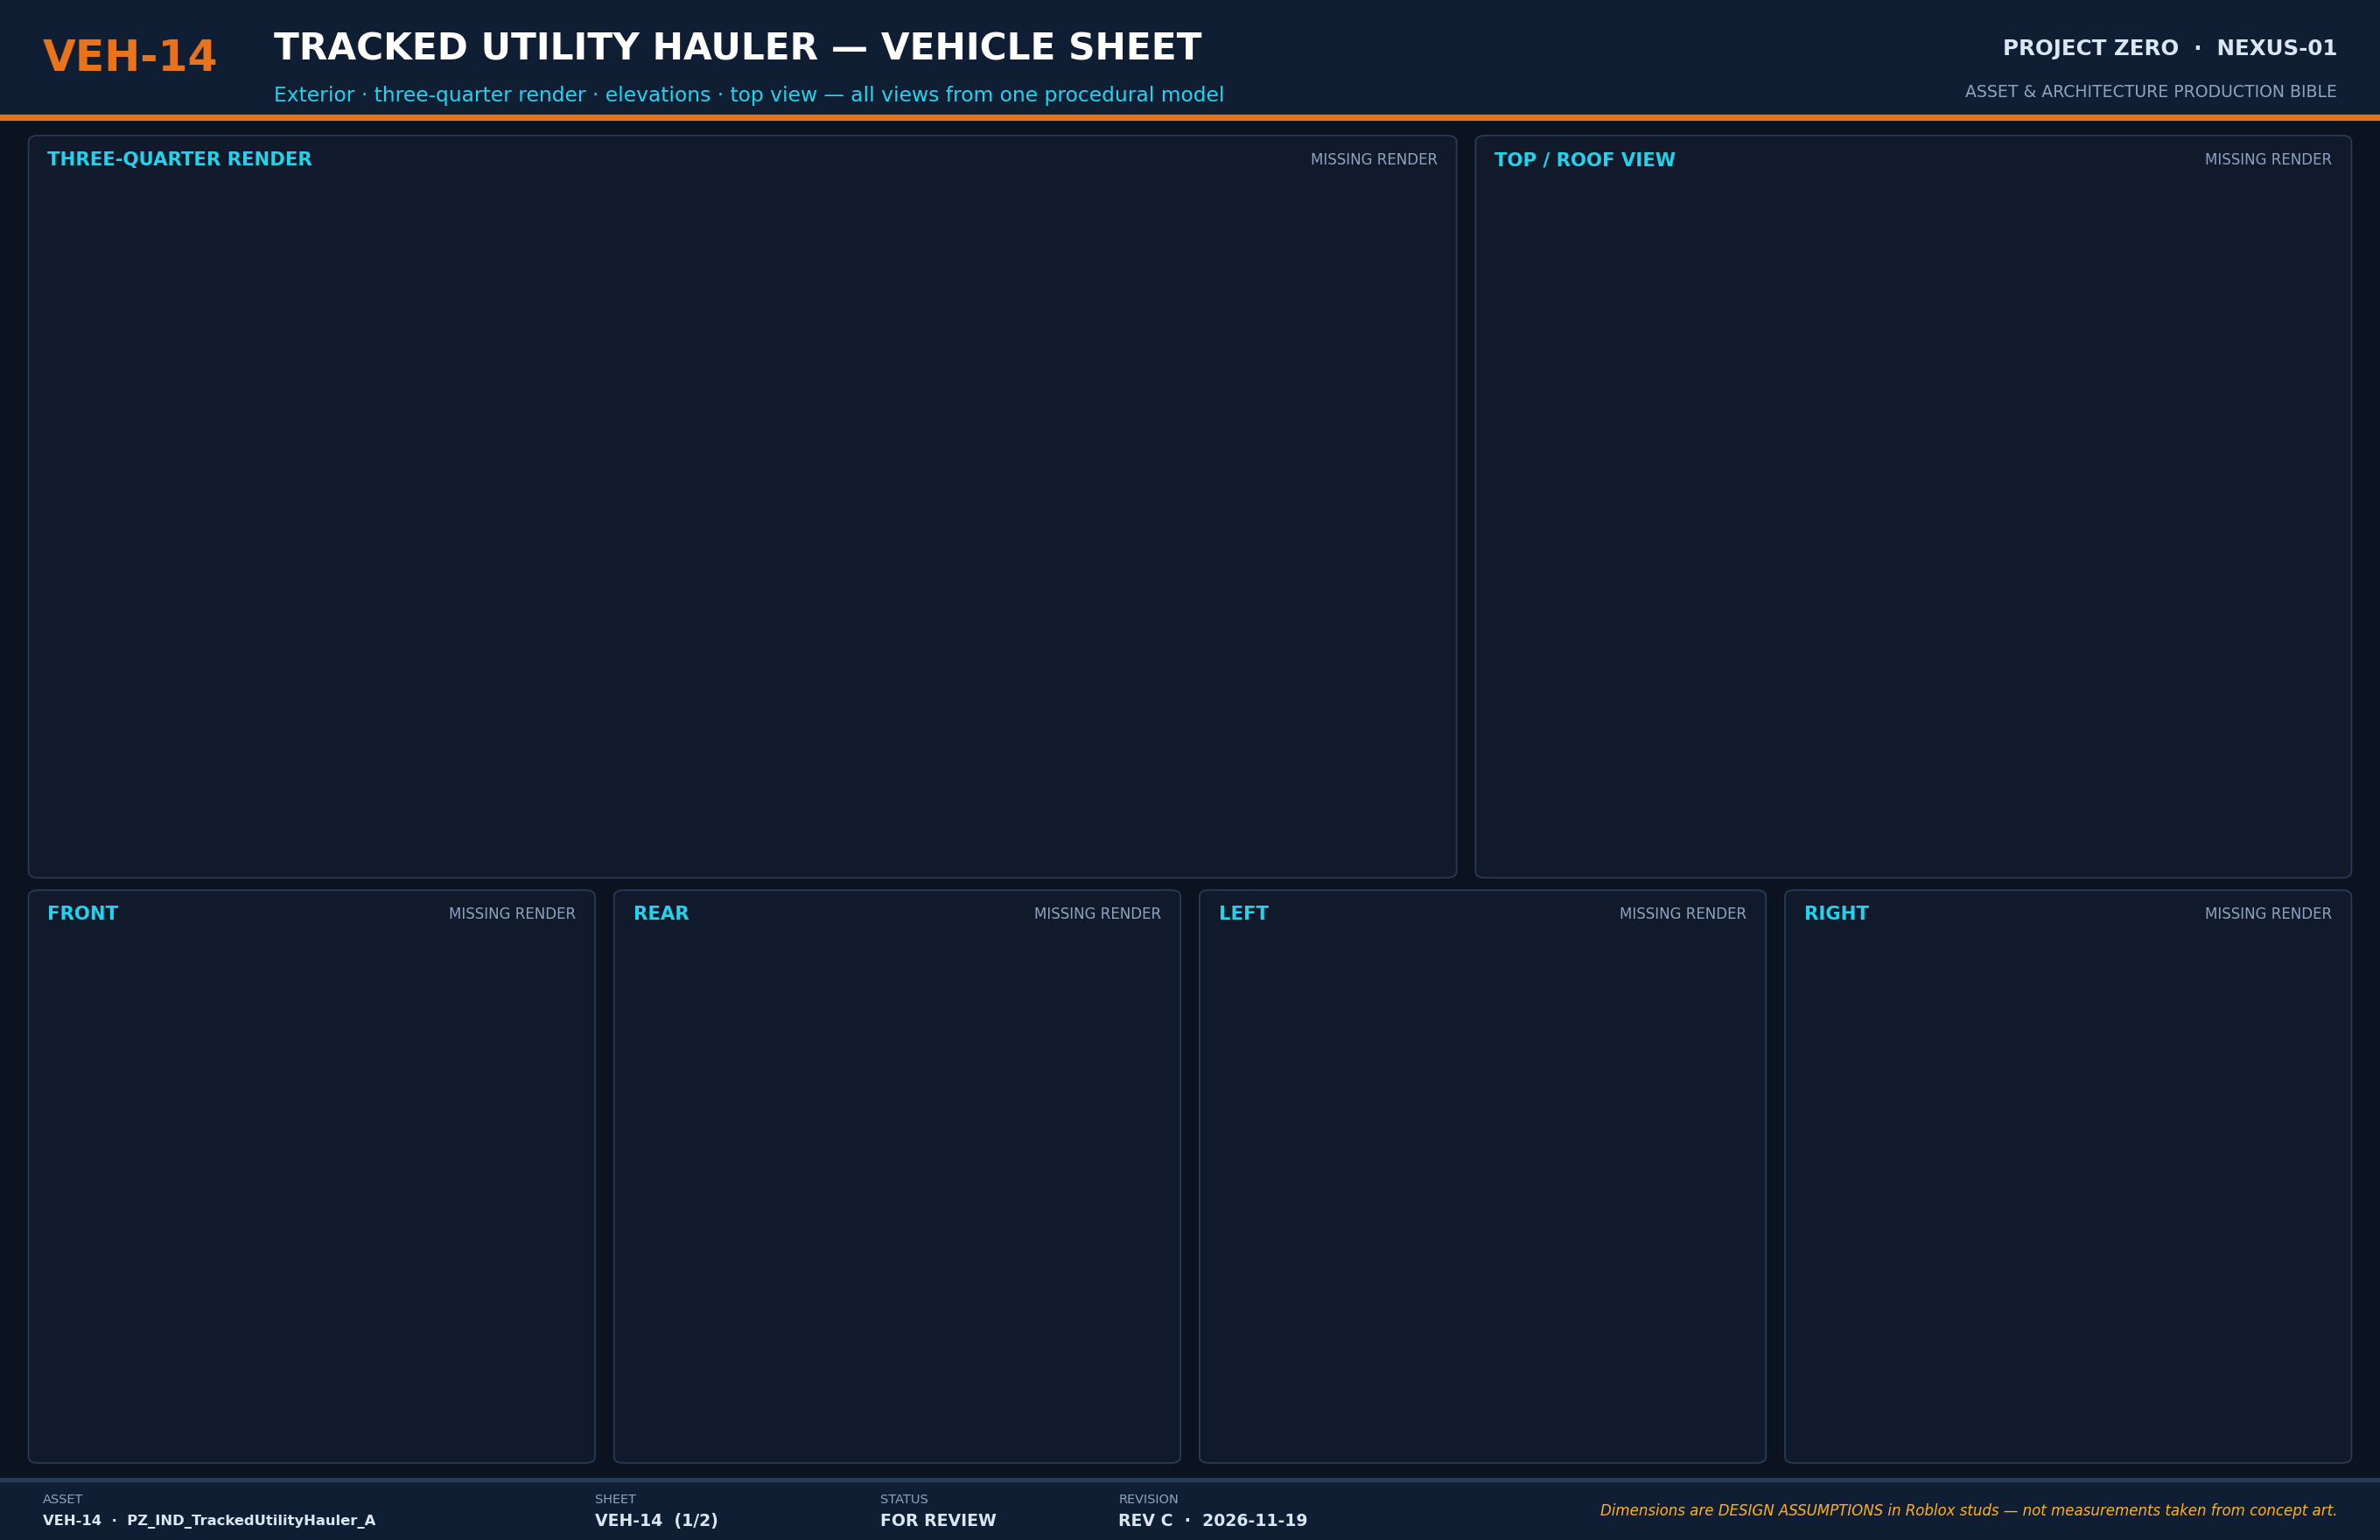 VEH-14
TRACKED UTILITY HAULER — VEHICLE SHEET
Exterior · three-quarter render · elevations · top view — all views from one procedural model
PROJECT ZERO · NEXUS-01
ASSET & ARCHITECTURE PRODUCTION BIBLE
THREE-QUARTER RENDER
MISSING RENDER
TOP / ROOF VIEW
MISSING RENDER
FRONT
MISSING RENDER
REAR
MISSING RENDER
LEFT
MISSING RENDER
RIGHT
MISSING RENDER
ASSET
VEH-14 · PZ_IND_TrackedUtilityHauler_A
SHEET
VEH-14 (1/2)
STATUS
FOR REVIEW
REVISION
REV C · 2026-11-19
Dimensions are DESIGN ASSUMPTIONS in Roblox studs — not measurements taken from concept art.